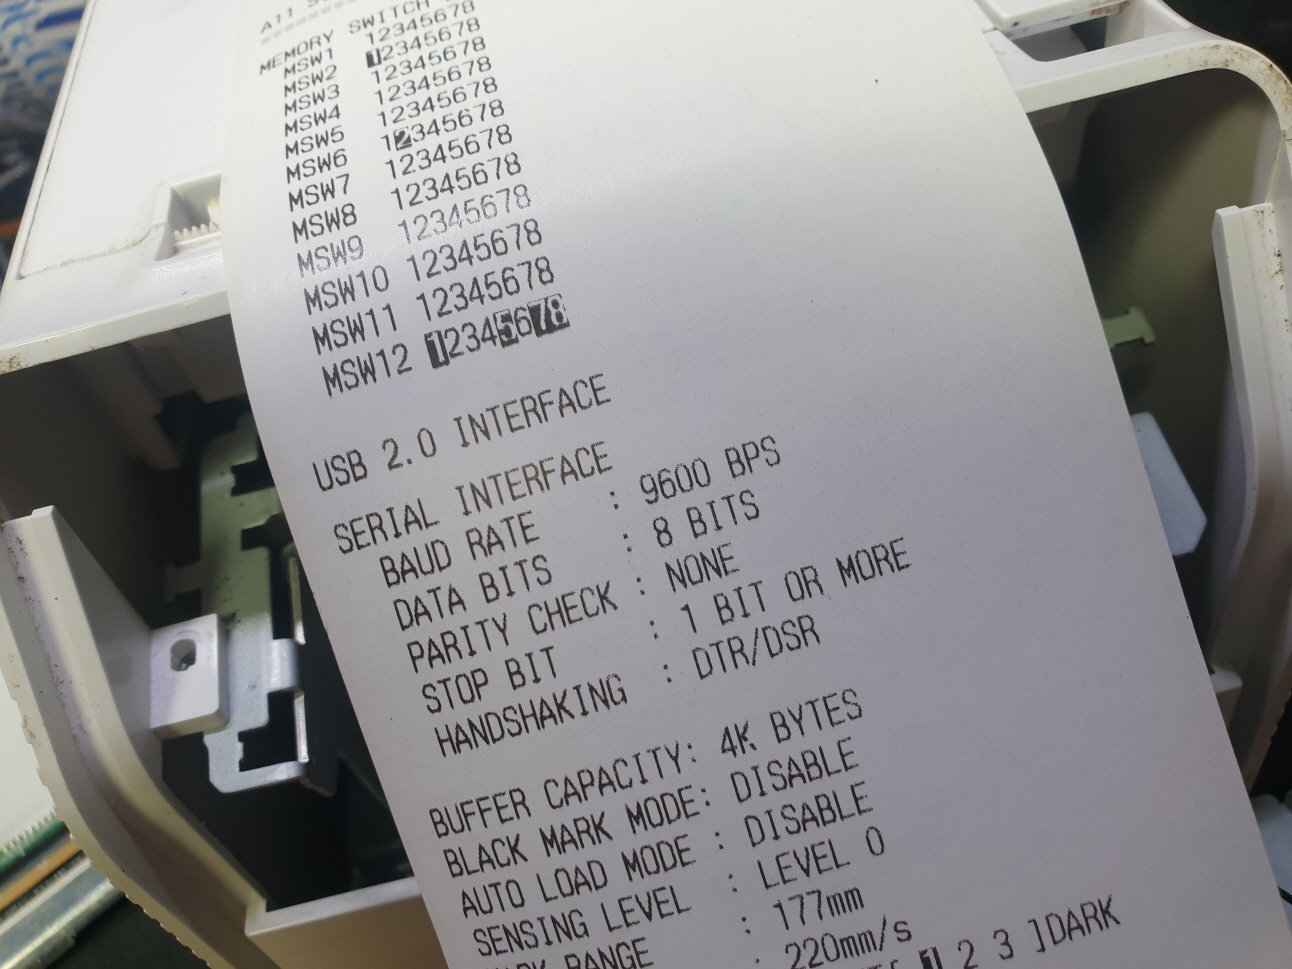 A11
MEMORY SWITCH
MSW1 12345678
MSW2 12345678
MSW3 12345678
MSW4 12345678
MSW5 12345678
MSW6 12345678
MSW7 12345678
MSW8 12345678
MSW9 12345678
MSW10 12345678
MSW11 12345678
MSW12 12345678
USB 2.0 INTERFACE
SERIAL INTERFACE
BAUD RATE : 9600 BPS
DATA BITS : 8 BITS
PARITY CHECK : NONE
STOP BIT : 1 BIT OR MORE
HANDSHAKING : DTR/DSR
BUFFER CAPACITY: 4K BYTES
BLACK MARK MODE: DISABLE
AUTO LOAD MODE : DISABLE
SENSING LEVEL : LEVEL 0
RANGE : 177mm
: 220mm/s
1 2 3 ]DARK